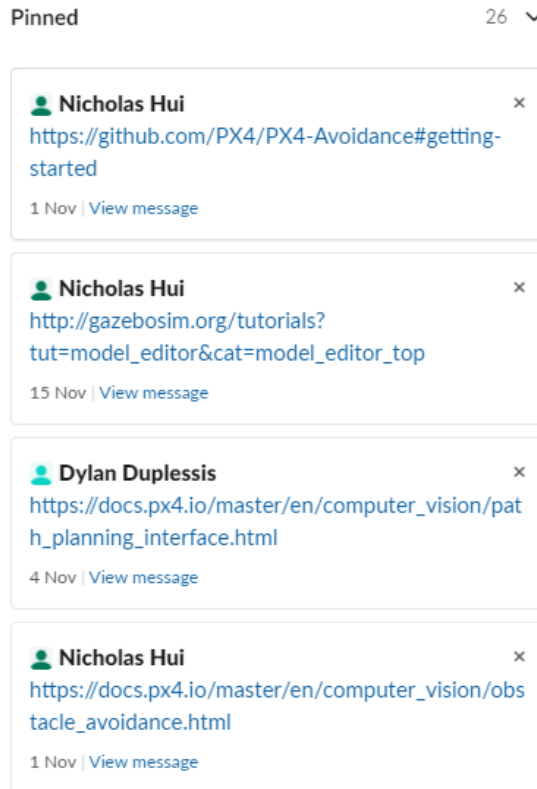 Pinned 26
Nicholas Hui ×
https://github.com/PX4/PX4-Avoidance#getting-
started
1 Nov | View message
Nicholas Hui ×
http://gazebosim.org/tutorials?
tut=model_editor&cat=model_editor_top
15 Nov | View message
Dylan Duplessis ×
https://docs.px4.io/master/en/computer_vision/pat
h_planning_interface.html
4 Nov | View message
Nicholas Hui ×
https://docs.px4.io/master/en/computer_vision/obs
tacle_avoidance.html
1 Nov | View message